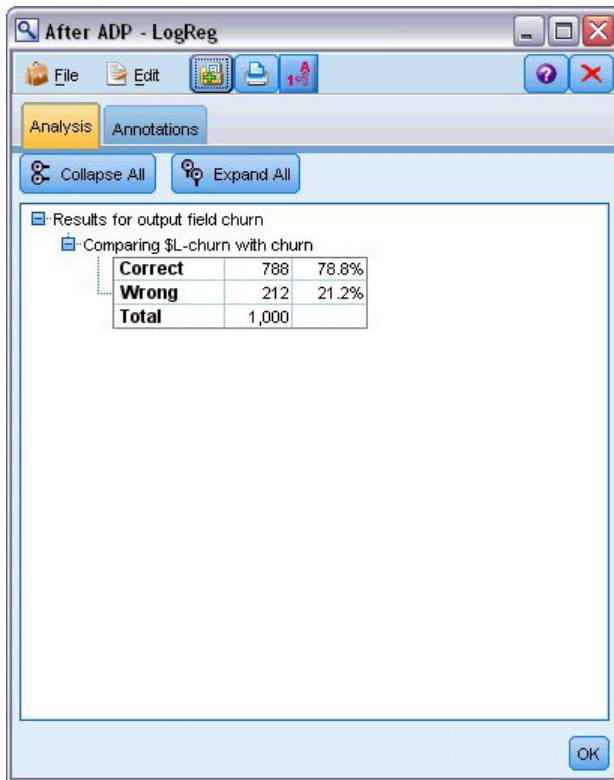 After ADP - LogReg
File Edit
Analysis Annotations
Collapse All Expand All
Results for output field churn
Comparing $L-churn with churn
Correct 788 78.8%
Wrong 212 21.2%
Total 1,000
OK